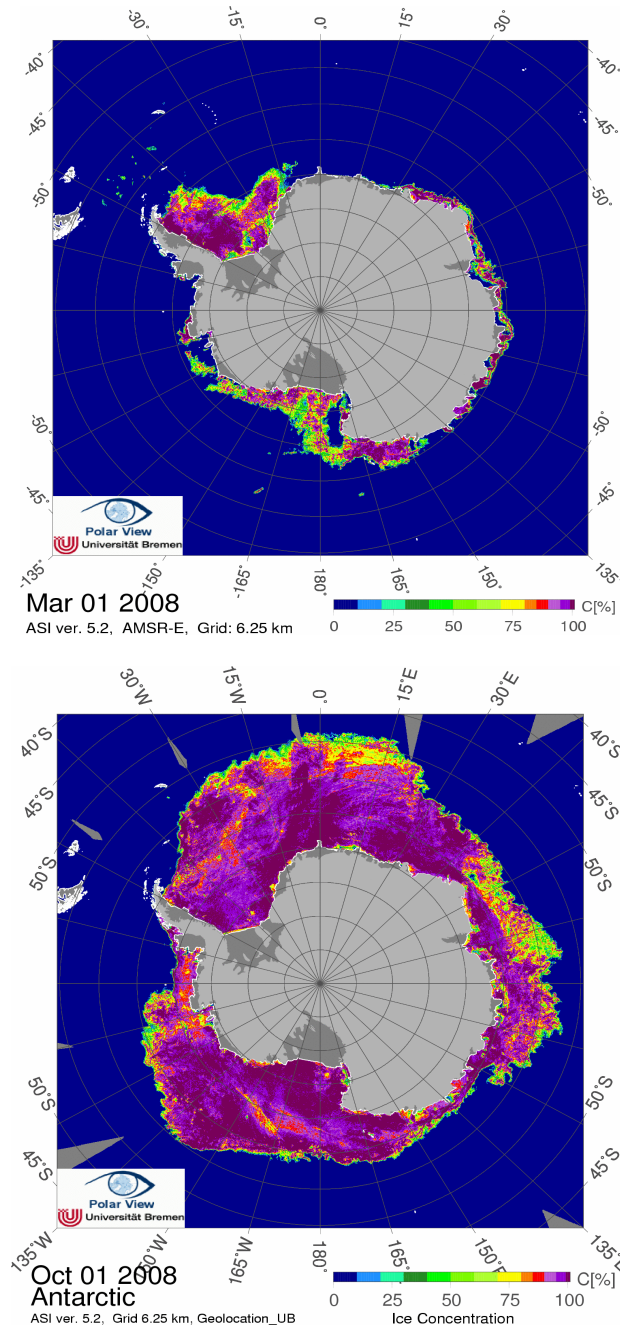 -30° -15° 0° 15° 30°
-40° -40°
-45° -45°
-50° -50°
-50° -50°
-45° -45°
-135° -150° -165° 180° 165° 150° 135°
Polar View
Universität Bremen
Mar 01 2008
C[%]
0 25 50 75 100
ASI ver. 5.2, AMSR-E, Grid: 6.25 km
30°W 15°W 0° 15°E 30°E
40°S 40°S
45°S 45°S
50°S 50°S
50°S 50°S
45°S 45°S
135°W 150°W 165°W 180° 165°E 150°E 135°E
Polar View
Universität Bremen
Oct 01 2008
Antarctic
C[%]
0 25 50 75 100
ASI ver. 5.2, Grid 6.25 km, Geolocation_UB
Ice Concentration